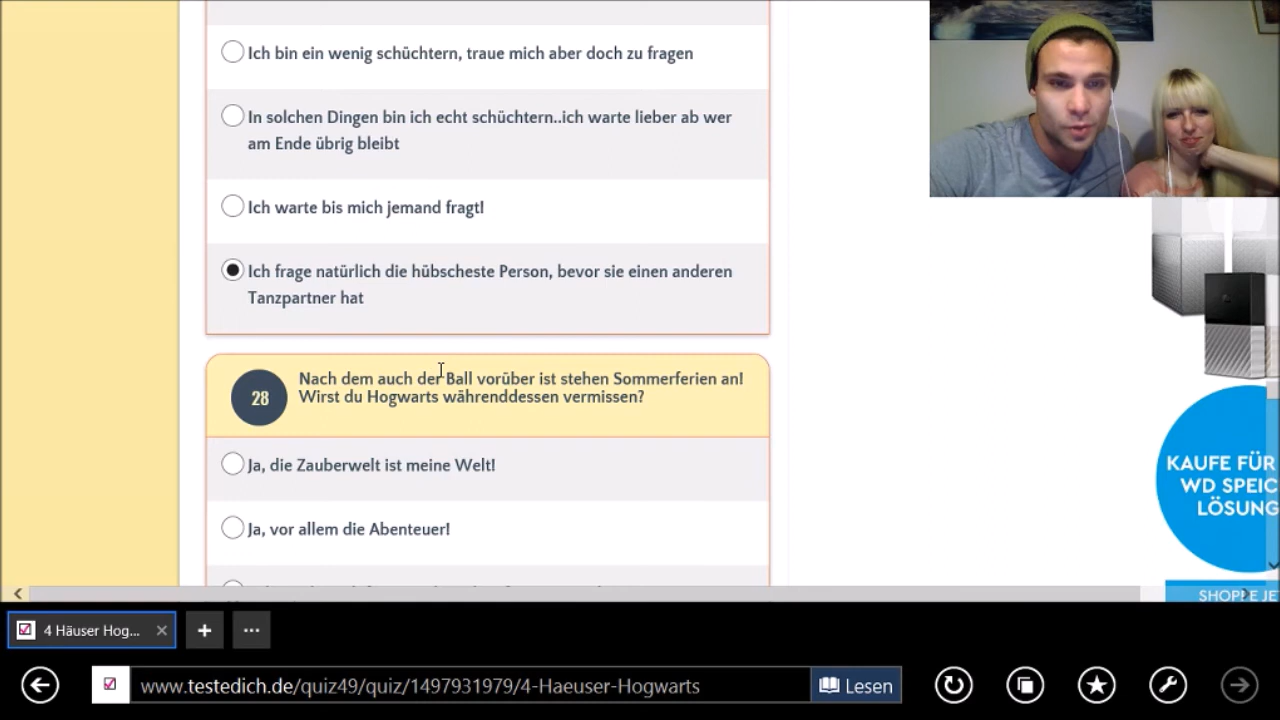 Ich bin ein wenig schüchtern, traue mich aber doch zu fragen
In solchen Dingen bin ich echt schüchtern..ich warte lieber ab wer
am Ende übrig bleibt
Ich warte bis mich jemand fragt!
Ich frage natürlich die hübscheste Person, bevor sie einen anderen
Tanzpartner hat
28
Nach dem auch der Ball vorüber ist stehen Sommerferien an!
Wirst du Hogwarts währenddessen vermissen?
Ja, die Zauberwelt ist meine Welt!
Ja, vor allem die Abenteuer!
KAUFE FÜR
WD SPEIC
LÖSUNG
SHOPPE JE
4 Häuser Hog...
www.testedich.de/quiz49/quiz/1497931979/4-Haeuser-Hogwarts
Lesen